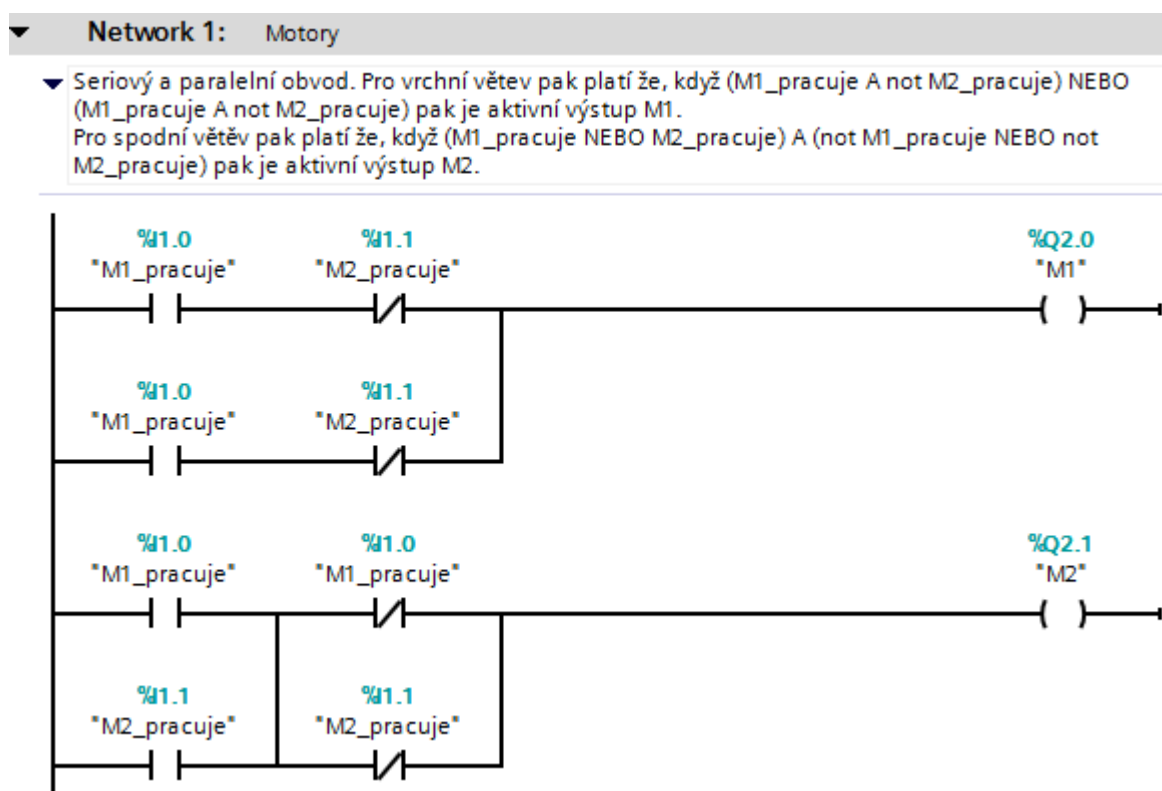 Network 1: Motory
Seriový a paralelní obvod. Pro vrchní větev pak platí že, když (M1_pracuje A not M2_pracuje) NEBO
(M1_pracuje A not M2_pracuje) pak je aktivní výstup M1.
Pro spodní větěv pak platí že, když (M1_pracuje NEBO M2_pracuje) A (not M1_pracuje NEBO not
M2_pracuje) pak je aktivní výstup M2.
%I1.0 %I1.1 %Q2.0
"M1_pracuje" "M2_pracuje" "M1"
%I1.0 %I1.1
"M1_pracuje" "M2_pracuje"
%I1.0 %I1.0 %Q2.1
"M1_pracuje" "M1_pracuje" "M2"
%I1.1 %I1.1
"M2_pracuje" "M2_pracuje"